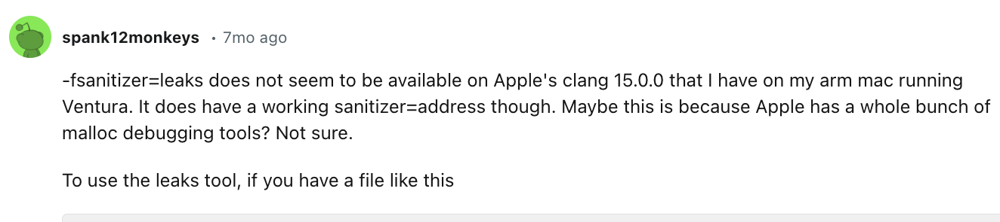 spank12monkeys • 7mo ago
-fsanitizer=leaks does not seem to be available on Apple's clang 15.0.0 that I have on my arm mac running
Ventura. It does have a working sanitizer=address though. Maybe this is because Apple has a whole bunch of
malloc debugging tools? Not sure.
To use the leaks tool, if you have a file like this